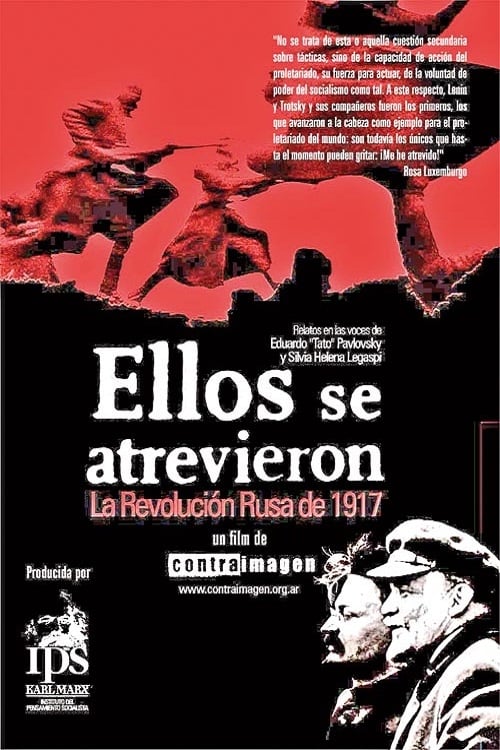 "No se trata de esta o aquella cuestión secundaria
sobre tácticas, sino de la capacidad de acción del
proletariado, su fuerza para actuar, de la voluntad de
poder del socialismo como tal. A este respecto, Lenin
y Trotsky y sus compañeros fueron los primeros, los
que avanzaron a la cabeza como ejemplo para el pro-
letariado del mundo: son todavía los únicos que has-
ta el momento pueden gritar: ¡Me he atrevido!"
Rosa Luxemburgo
Relatos en las voces de
Eduardo "Tato" Pavlovsky
y Silvia Helena Legaspi
Ellos se
atrevieron
La Revolución Rusa de 1917
un film de
contraimagen
www.contraimagen.org.ar
Producida por
IPS
KARL MARX
INSTITUTO DEL
PENSAMIENTO SOCIALISTA